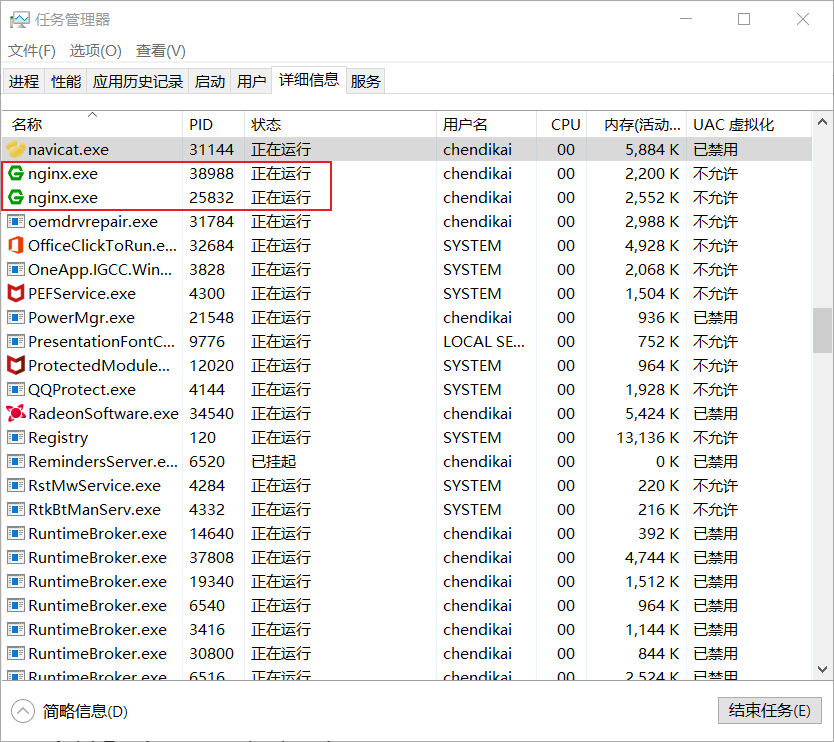 任务管理器
文件(F) 选项(O) 查看(V)
进程 性能 应用历史记录 启动 用户 详细信息 服务
名称 PID 状态 用户名 CPU 内存(活动... UAC 虚拟化
navicat.exe 31144 正在运行 chendikai 00 5,884 K 已禁用
nginx.exe 38988 正在运行 chendikai 00 2,200 K 不允许
nginx.exe 25832 正在运行 chendikai 00 2,552 K 不允许
oemdrvrepair.exe 31784 正在运行 chendikai 00 2,988 K 不允许
OfficeClickToRun.e... 32684 正在运行 SYSTEM 00 4,928 K 不允许
OneApp.IGCC.Win... 3828 正在运行 SYSTEM 00 2,068 K 不允许
PEFService.exe 4300 正在运行 SYSTEM 00 1,504 K 不允许
PowerMgr.exe 21548 正在运行 chendikai 00 936 K 已禁用
PresentationFontC... 9776 正在运行 LOCAL SE... 00 752 K 不允许
ProtectedModule... 12020 正在运行 SYSTEM 00 964 K 不允许
QQProtect.exe 4144 正在运行 SYSTEM 00 1,928 K 不允许
RadeonSoftware.exe 34540 正在运行 chendikai 00 5,424 K 已禁用
Registry 120 正在运行 SYSTEM 00 13,136 K 不允许
RemindersServer.e... 6520 已挂起 chendikai 00 0 K 已禁用
RstMwService.exe 4284 正在运行 SYSTEM 00 220 K 不允许
RtkBtManServ.exe 4332 正在运行 SYSTEM 00 216 K 不允许
RuntimeBroker.exe 14640 正在运行 chendikai 00 392 K 已禁用
RuntimeBroker.exe 37808 正在运行 chendikai 00 4,744 K 已禁用
RuntimeBroker.exe 19340 正在运行 chendikai 00 1,512 K 已禁用
RuntimeBroker.exe 6540 正在运行 chendikai 00 964 K 已禁用
RuntimeBroker.exe 3416 正在运行 chendikai 00 1,144 K 已禁用
RuntimeBroker.exe 30800 正在运行 chendikai 00 844 K 已禁用
RuntimeBroker.exe 6516 正在运行 chendikai 00 2,524 K 已禁用
简略信息(D) 结束任务(E)